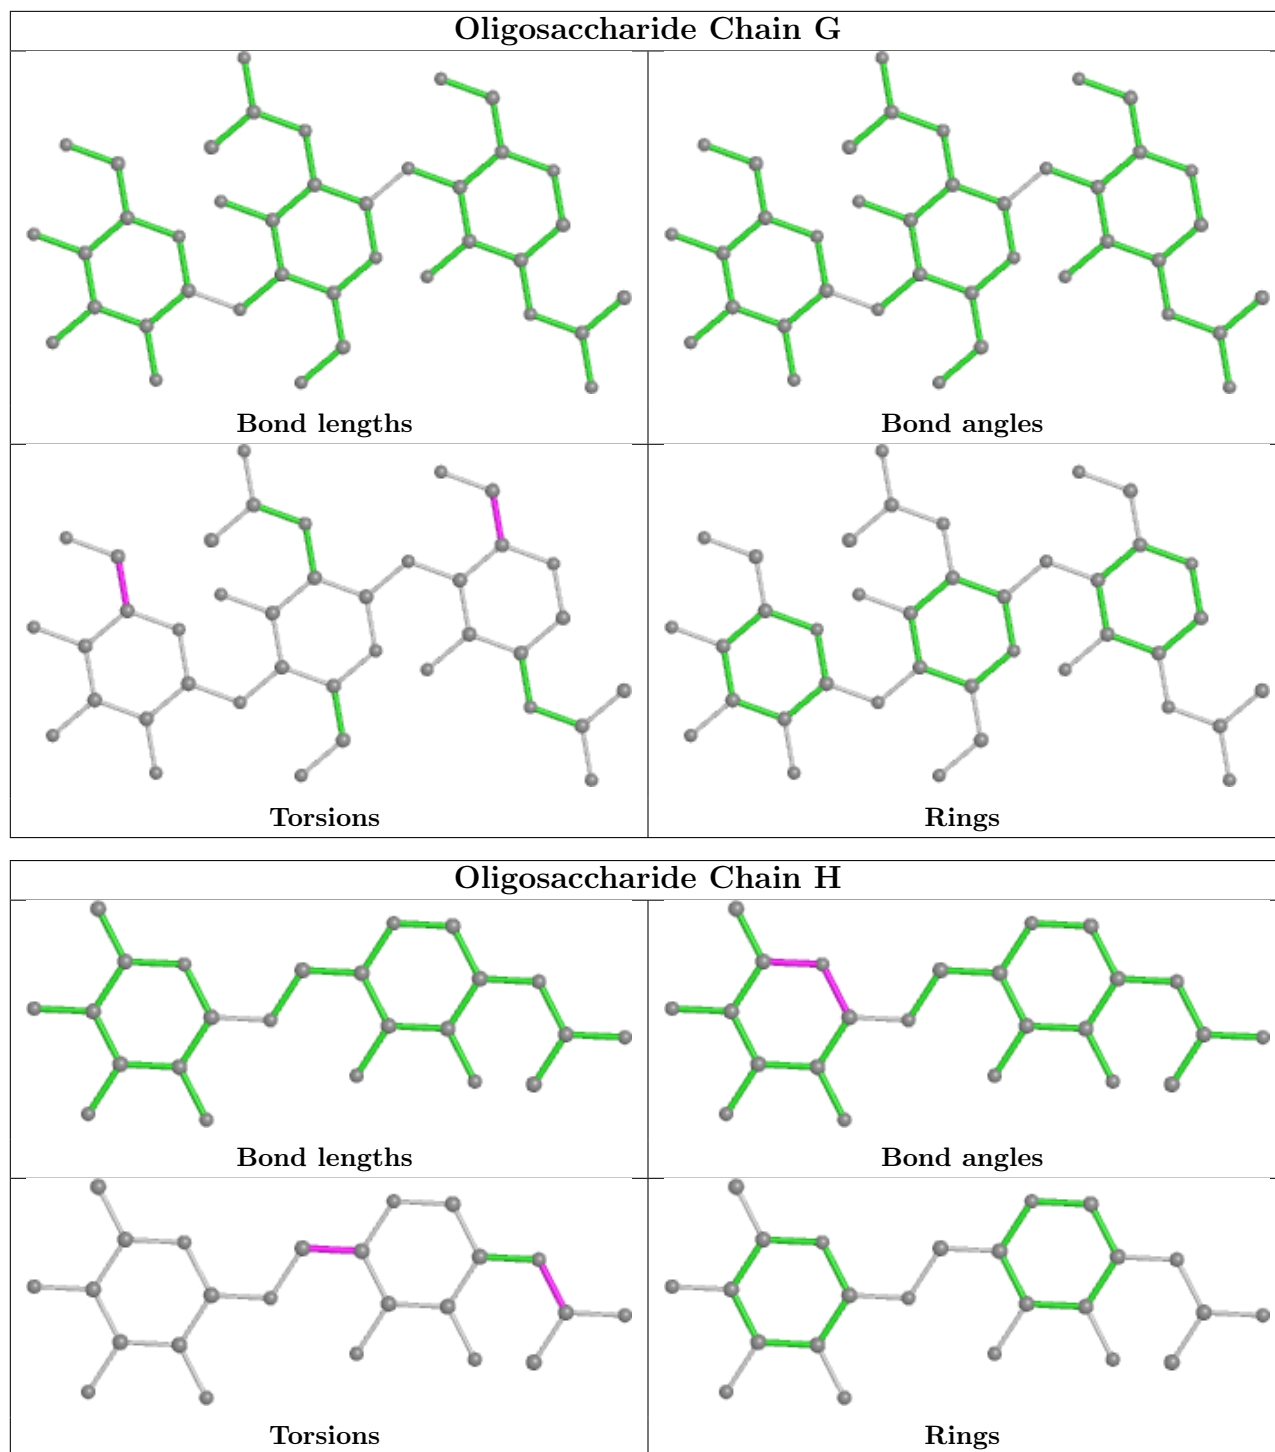 Oligosaccharide Chain G
Bond lengths
Bond angles
Torsions
Rings
Oligosaccharide Chain H
Bond lengths
Bond angles
Torsions
Rings